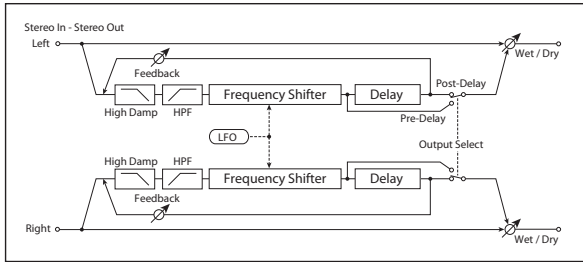 Stereo In - Stereo Out
Left
Wet / Dry
Feedback
Post-Delay
Frequency Shifter
Delay
High Damp
HPF
Pre-Delay
LFO
Output Select
High Damp
HPF
Frequency Shifter
Delay
Feedback
Right
Wet / Dry